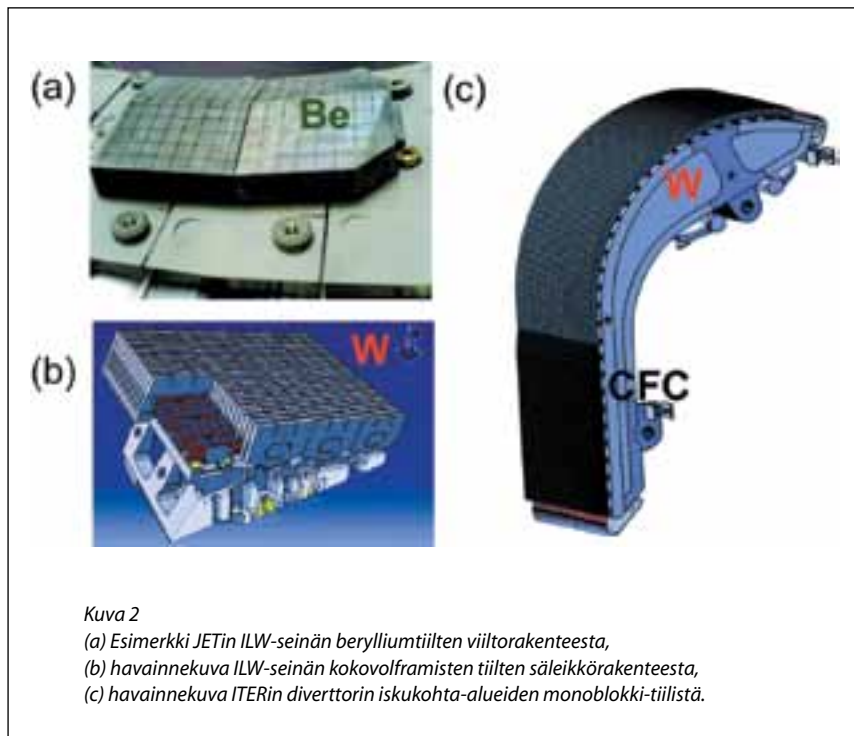 (a)
Be
(b)
W
(c)
W
CFC
Kuva 2
(a) Esimerkki JETin ILW-seinän berylliumtiilten viiltorakenteesta,
(b) havainnekuva ILW-seinän kokovolframisten tiilten säleikkörakenteesta,
(c) havainnekuva ITERin diverttorin iskukohta-alueiden monoblokki-tiilistä.